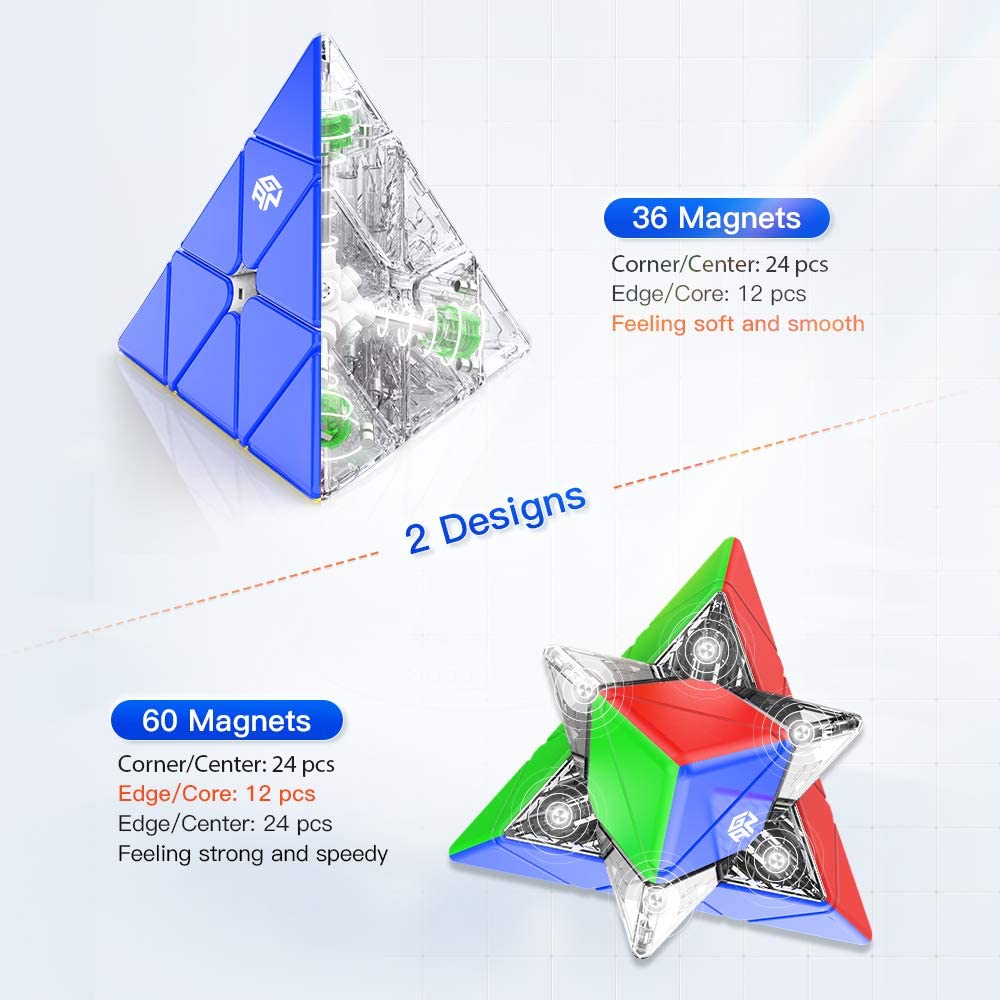 36 Magnets
Corner/Center: 24 pcs
Edge/Core: 12 pcs
Feeling soft and smooth
2 Designs
60 Magnets
Corner/Center: 24 pcs
Edge/Core: 12 pcs
Edge/Center: 24 pcs
Feeling strong and speedy
GAN